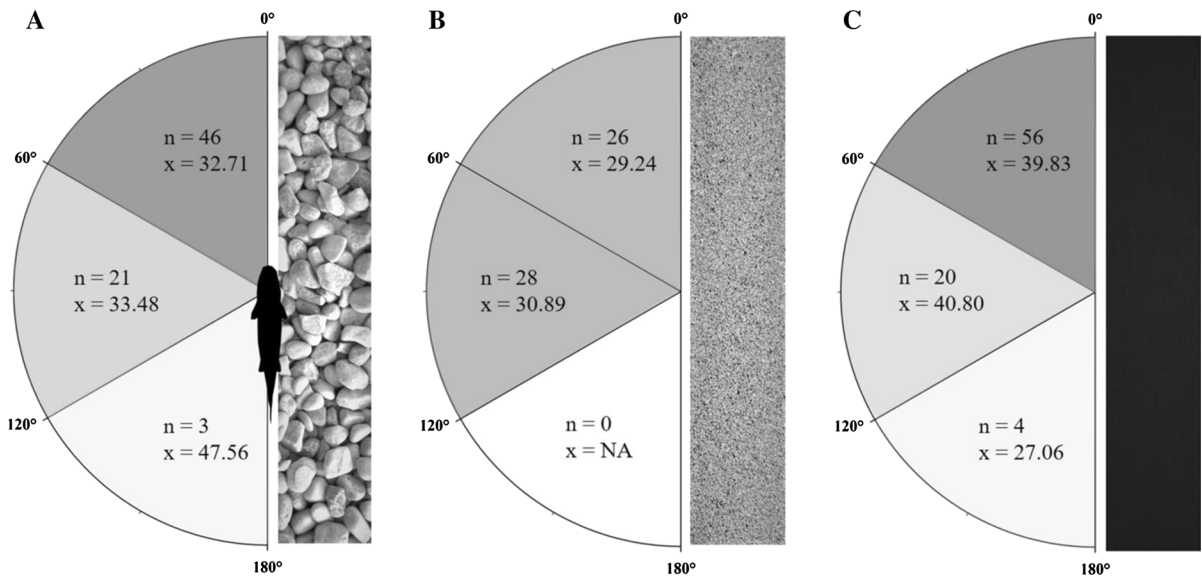 A
0°
60°
n = 46
x = 32.71
n = 21
x = 33.48
120°
n = 3
x = 47.56
180°
B
0°
60°
n = 26
x = 29.24
n = 28
x = 30.89
120°
n = 0
x = NA
180°
C
0°
60°
n = 56
x = 39.83
n = 20
x = 40.80
120°
n = 4
x = 27.06
180°